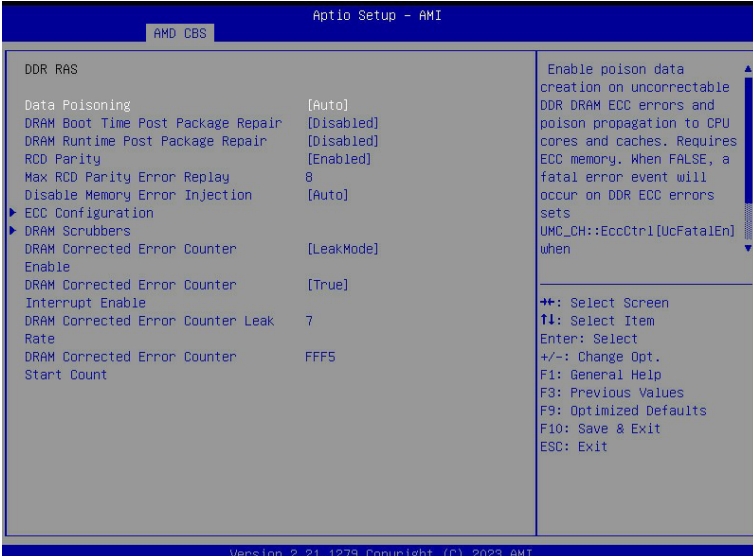 Aptio Setup - AMI
AMD CBS
DDR RAS
Data Poisoning [Auto]
DRAM Boot Time Post Package Repair [Disabled]
DRAM Runtime Post Package Repair [Disabled]
RCD Parity [Enabled]
Max RCD Parity Error Replay 8
Disable Memory Error Injection [Auto]
ECC Configuration
DRAM Scrubbers
DRAM Corrected Error Counter [LeakMode]
Enable
DRAM Corrected Error Counter [True]
Interrupt Enable
DRAM Corrected Error Counter Leak 7
Rate
DRAM Corrected Error Counter FFF5
Start Count
Enable poison data
creation on uncorrectable
DDR DRAM ECC errors and
poison propagation to CPU
cores and caches. Requires
ECC memory. When FALSE, a
fatal error event will
occur on DDR ECC errors
sets
UMC_CH::EccCtrl[UcFatalEn]
when
→←: Select Screen
↑↓: Select Item
Enter: Select
+/-: Change Opt.
F1: General Help
F3: Previous Values
F9: Optimized Defaults
F10: Save & Exit
ESC: Exit
Version 2.21.1279 Copyright (C) 2023 AMI